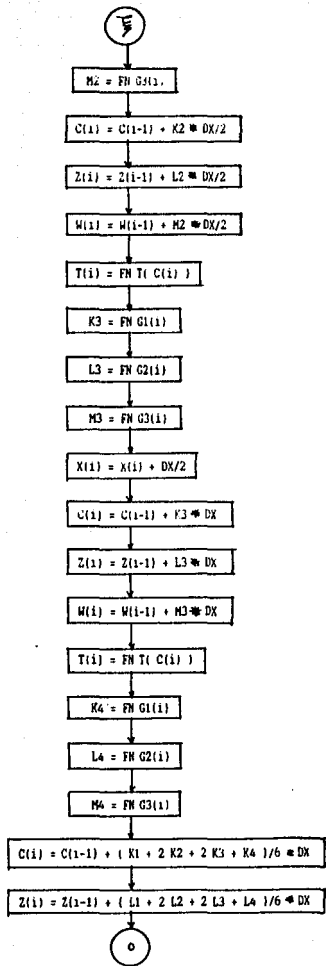 M2 = FN G3(i)
C(i) = C(i-1) + K2 * DX/2
Z(i) = Z(i-1) + L2 * DX/2
W(i) = W(i-1) + M2 * DX/2
T(i) = FN T( C(i) )
K3 = FN G1(i)
L3 = FN G2(i)
M3 = FN G3(i)
X(i) = X(i) + DX/2
C(i) = C(i-1) + K3 * DX
Z(i) = Z(i-1) + L3 * DX
W(i) = W(i-1) + M3 * DX
T(i) = FN T( C(i) )
K4 = FN G1(i)
L4 = FN G2(i)
M4 = FN G3(i)
C(i) = C(i-1) + ( K1 + 2 K2 + 2 K3 + K4 )/6 * DX
Z(i) = Z(i-1) + ( L1 + 2 L2 + 2 L3 + L4 )/6 * DX
O